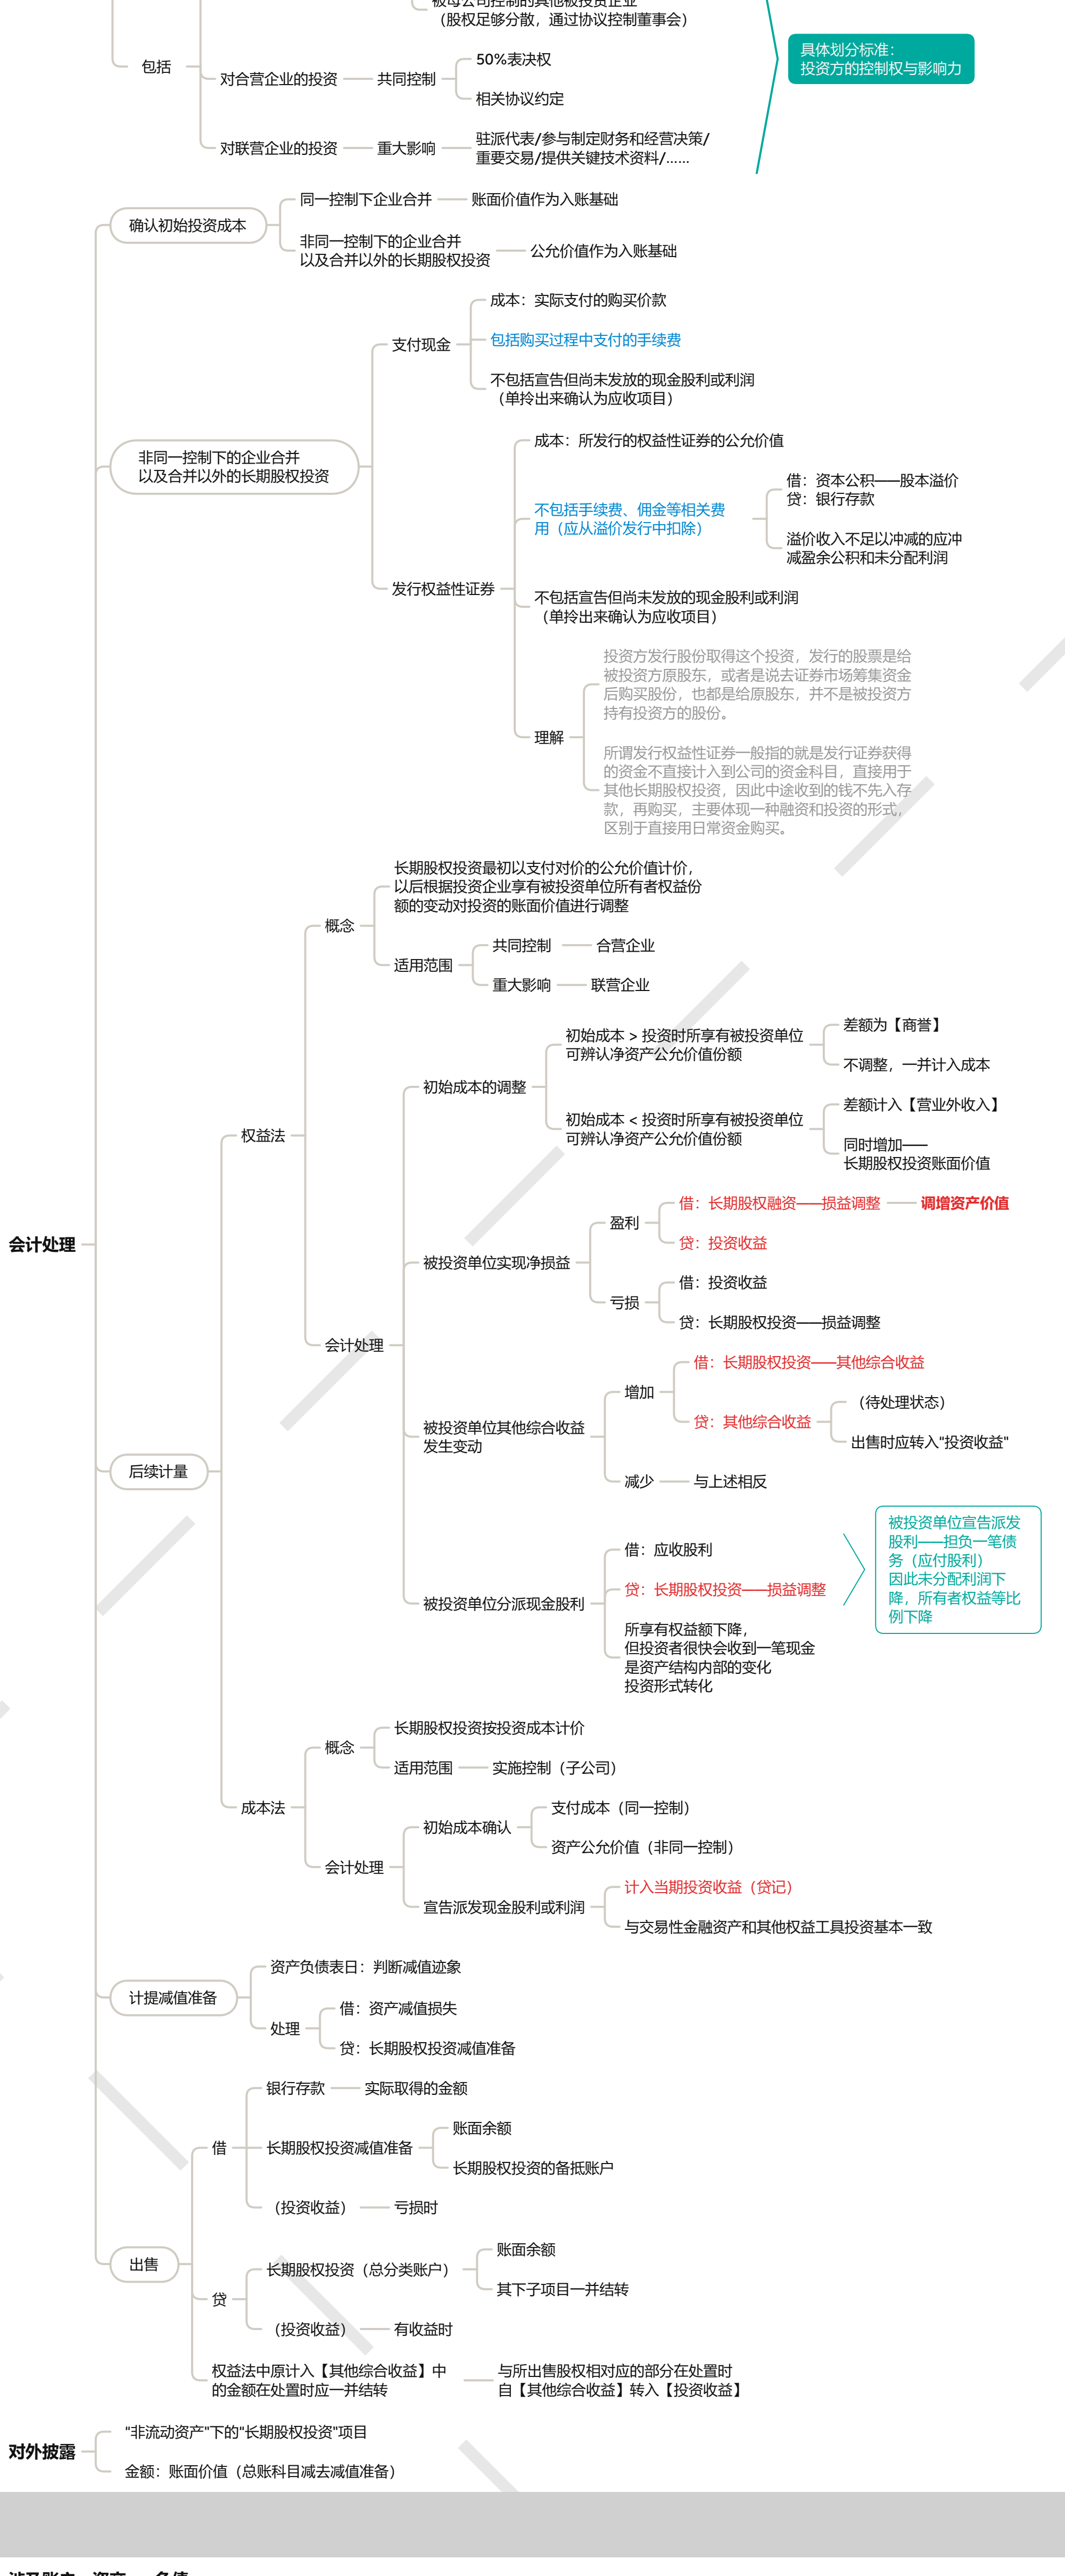 被母公司控制的其他被投资企业
（股权足够分散，通过协议控制董事会）
包括
对合营企业的投资
共同控制
50%表决权
相关协议约定
对联营企业的投资
重大影响
驻派代表/参与制定财务和经营决策/
重要交易/提供关键技术资料/……
具体划分标准：
投资方的控制权与影响力
会计处理
确认初始投资成本
同一控制下企业合并
账面价值作为入账基础
非同一控制下的企业合并
以及合并以外的长期股权投资
公允价值作为入账基础
非同一控制下的企业合并
以及合并以外的长期股权投资
支付现金
成本：实际支付的购买价款
包括购买过程中支付的手续费
不包括宣告但尚未发放的现金股利或利润
（单拎出来确认为应收项目）
发行权益性证券
成本：所发行的权益性证券的公允价值
不包括手续费、佣金等相关费
用（应从溢价发行中扣除）
借：资本公积——股本溢价
贷：银行存款
溢价收入不足以冲减的应冲
减盈余公积和未分配利润
不包括宣告但尚未发放的现金股利或利润
（单拎出来确认为应收项目）
理解
投资方发行股份取得这个投资，发行的股票是给
被投资方原股东，或者是说去证券市场筹集资金
后购买股份，也都是给原股东，并不是被投资方
持有投资方的股份。
所谓发行权益性证券一般指的就是发行证券获得
的资金不直接计入到公司的资金科目，直接用于
其他长期股权投资，因此中途收到的钱不先入存
款，再购买，主要体现一种融资和投资的形式，
区别于直接用日常资金购买。
后续计量
权益法
概念
长期股权投资最初以支付对价的公允价值计价，
以后根据投资企业享有被投资单位所有者权益份
额的变动对投资的账面价值进行调整
适用范围
共同控制
合营企业
重大影响
联营企业
会计处理
初始成本的调整
初始成本 > 投资时所享有被投资单位
可辨认净资产公允价值份额
差额为【商誉】
不调整，一并计入成本
初始成本 < 投资时所享有被投资单位
可辨认净资产公允价值份额
差额计入【营业外收入】
同时增加——
长期股权投资账面价值
被投资单位实现净损益
盈利
借：长期股权融资——损益调整
调增资产价值
贷：投资收益
亏损
借：投资收益
贷：长期股权投资——损益调整
被投资单位其他综合收益
发生变动
增加
借：长期股权投资——其他综合收益
贷：其他综合收益
（待处理状态）
出售时应转入"投资收益"
减少
与上述相反
被投资单位分派现金股利
借：应收股利
贷：长期股权投资——损益调整
所享有权益额下降，
但投资者很快会收到一笔现金
是资产结构内部的变化
投资形式转化
被投资单位宣告派发
股利——担负一笔债
务（应付股利）
因此未分配利润下
降，所有者权益等比
例下降
成本法
概念
长期股权投资按投资成本计价
适用范围
实施控制（子公司）
会计处理
初始成本确认
支付成本（同一控制）
资产公允价值（非同一控制）
宣告派发现金股利或利润
计入当期投资收益（贷记）
与交易性金融资产和其他权益工具投资基本一致
计提减值准备
资产负债表日：判断减值迹象
处理
借：资产减值损失
贷：长期股权投资减值准备
出售
借
银行存款
实际取得的金额
长期股权投资减值准备
账面余额
长期股权投资的备抵账户
（投资收益）
亏损时
贷
长期股权投资（总分类账户）
账面余额
其下子项目一并结转
（投资收益）
有收益时
权益法中原计入【其他综合收益】中
的金额在处置时应一并结转
与所出售股权相对应的部分在处置时
自【其他综合收益】转入【投资收益】
对外披露
"非流动资产"下的"长期股权投资"项目
金额：账面价值（总账科目减去减值准备）